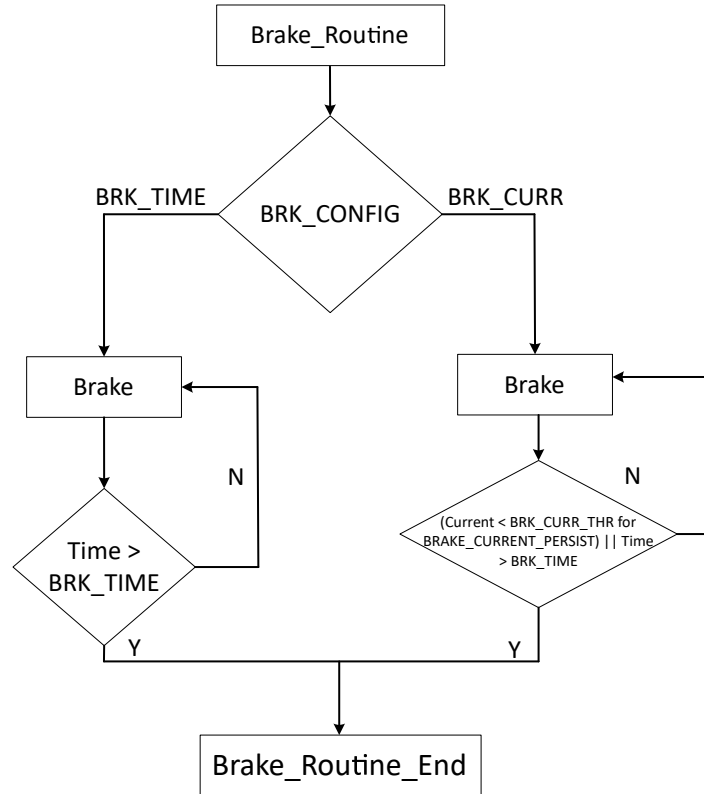 Brake_Routine
BRK_TIME
BRK_CONFIG
BRK_CURR
Brake
Brake
N
N
Time >
BRK_TIME
(Current < BRK_CURR_THR for
BRAKE_CURRENT_PERSIST) || Time
> BRK_TIME
Y
Y
Brake_Routine_End